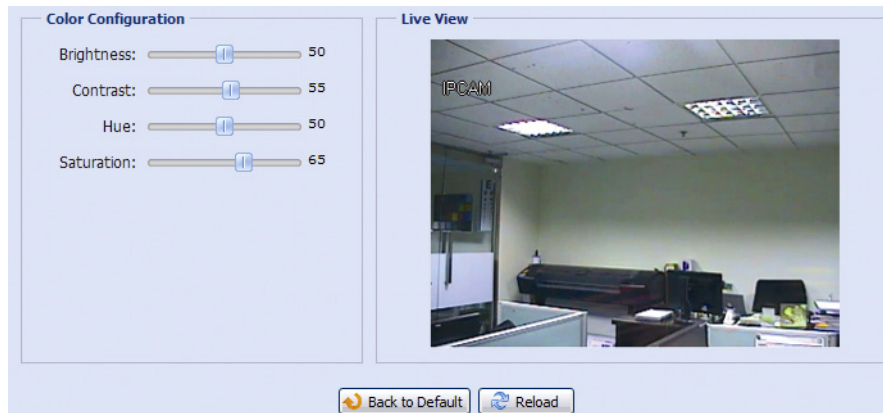 Color Configuration
Brightness: 50
Contrast: 55
Hue: 50
Saturation: 65
Live View
IPCAM
Back to Default
Reload